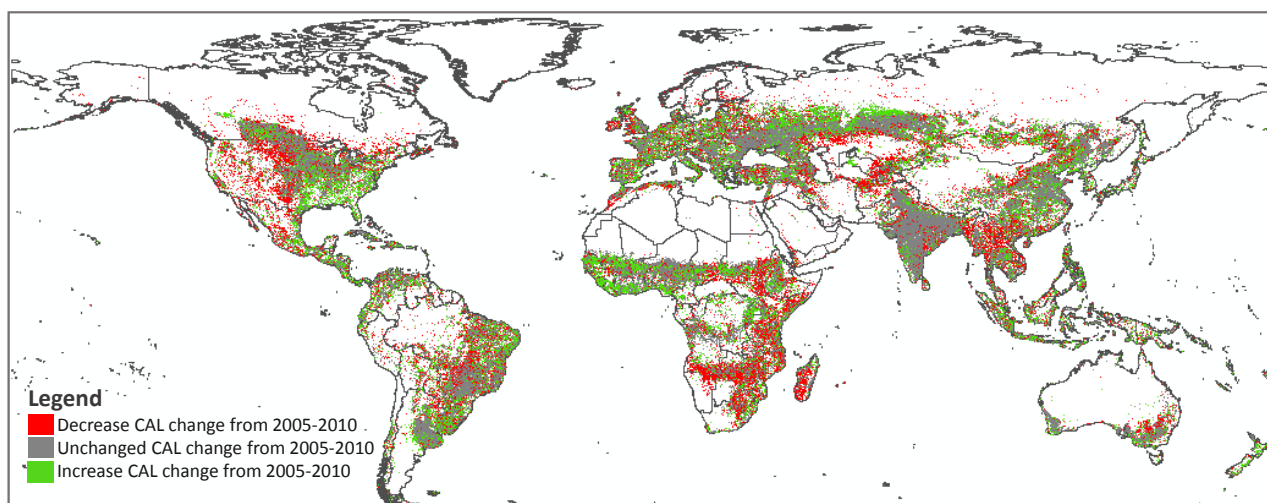 Legend
Decrease CAL change from 2005-2010
Unchanged CAL change from 2005-2010
Increase CAL change from 2005-2010